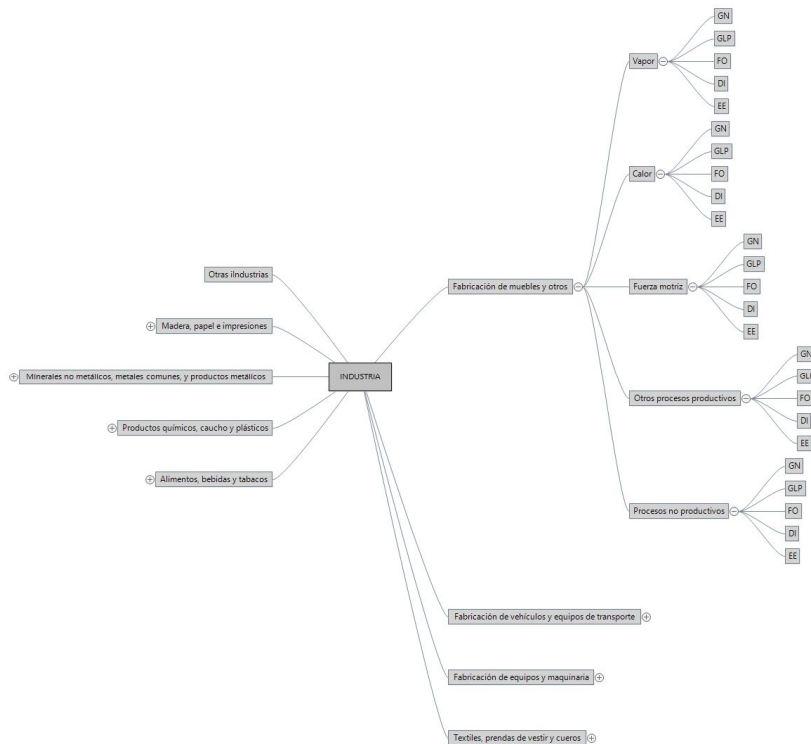 GN
GLP
Vapor
FO
DI
EE
GN
GLP
Calor
FO
DI
EE
GN
GLP
Otras iIndustrias
Fabricación de muebles y otros
Fuerza motriz
FO
DI
Madera, papel e impresiones
EE
GN
Minerales no metálicos, metales comunes, y productos metálicos
INDUSTRIA
Otros procesos productivos
FO
DI
Productos químicos, caucho y plásticos
EE
GN
Alimentos, bebidas y tabacos
GLP
Procesos no productivos
FO
DI
EE
Fabricación de vehículos y equipos de transporte
Fabricación de equipos y maquinaria
Textiles, prendas de vestir y cueros